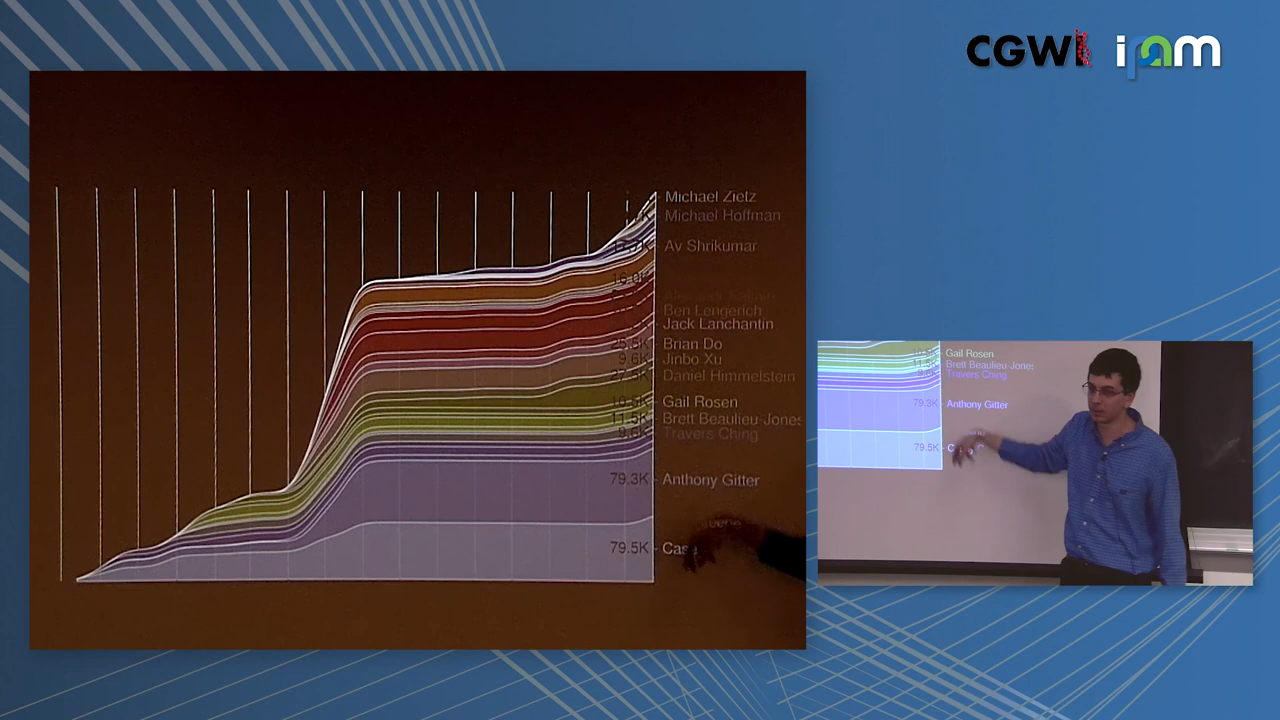 CGWI ipam
Michael Zietz
Michael Hoffman
Av Shrikumar
16.0K
Ben Lengerich
Jack Lanchantin
Brian Do
9.6K Jinbo Xu
Daniel Himmelstein
Gail Rosen
11.5K Brett Beaulieu-Jones
Travers Ching
79.3K Anthony Gitter
79.5K
Gail Rosen
Brett Beaulieu-Jones
Travers Ching
79.3K Anthony Gitter
79.5K